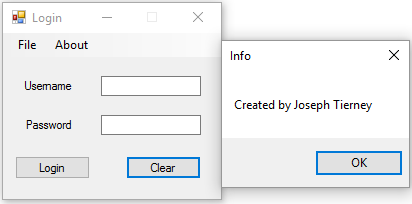 Login
File About
Username
Password
Login Clear
Info
Created by Joseph Tierney
OK